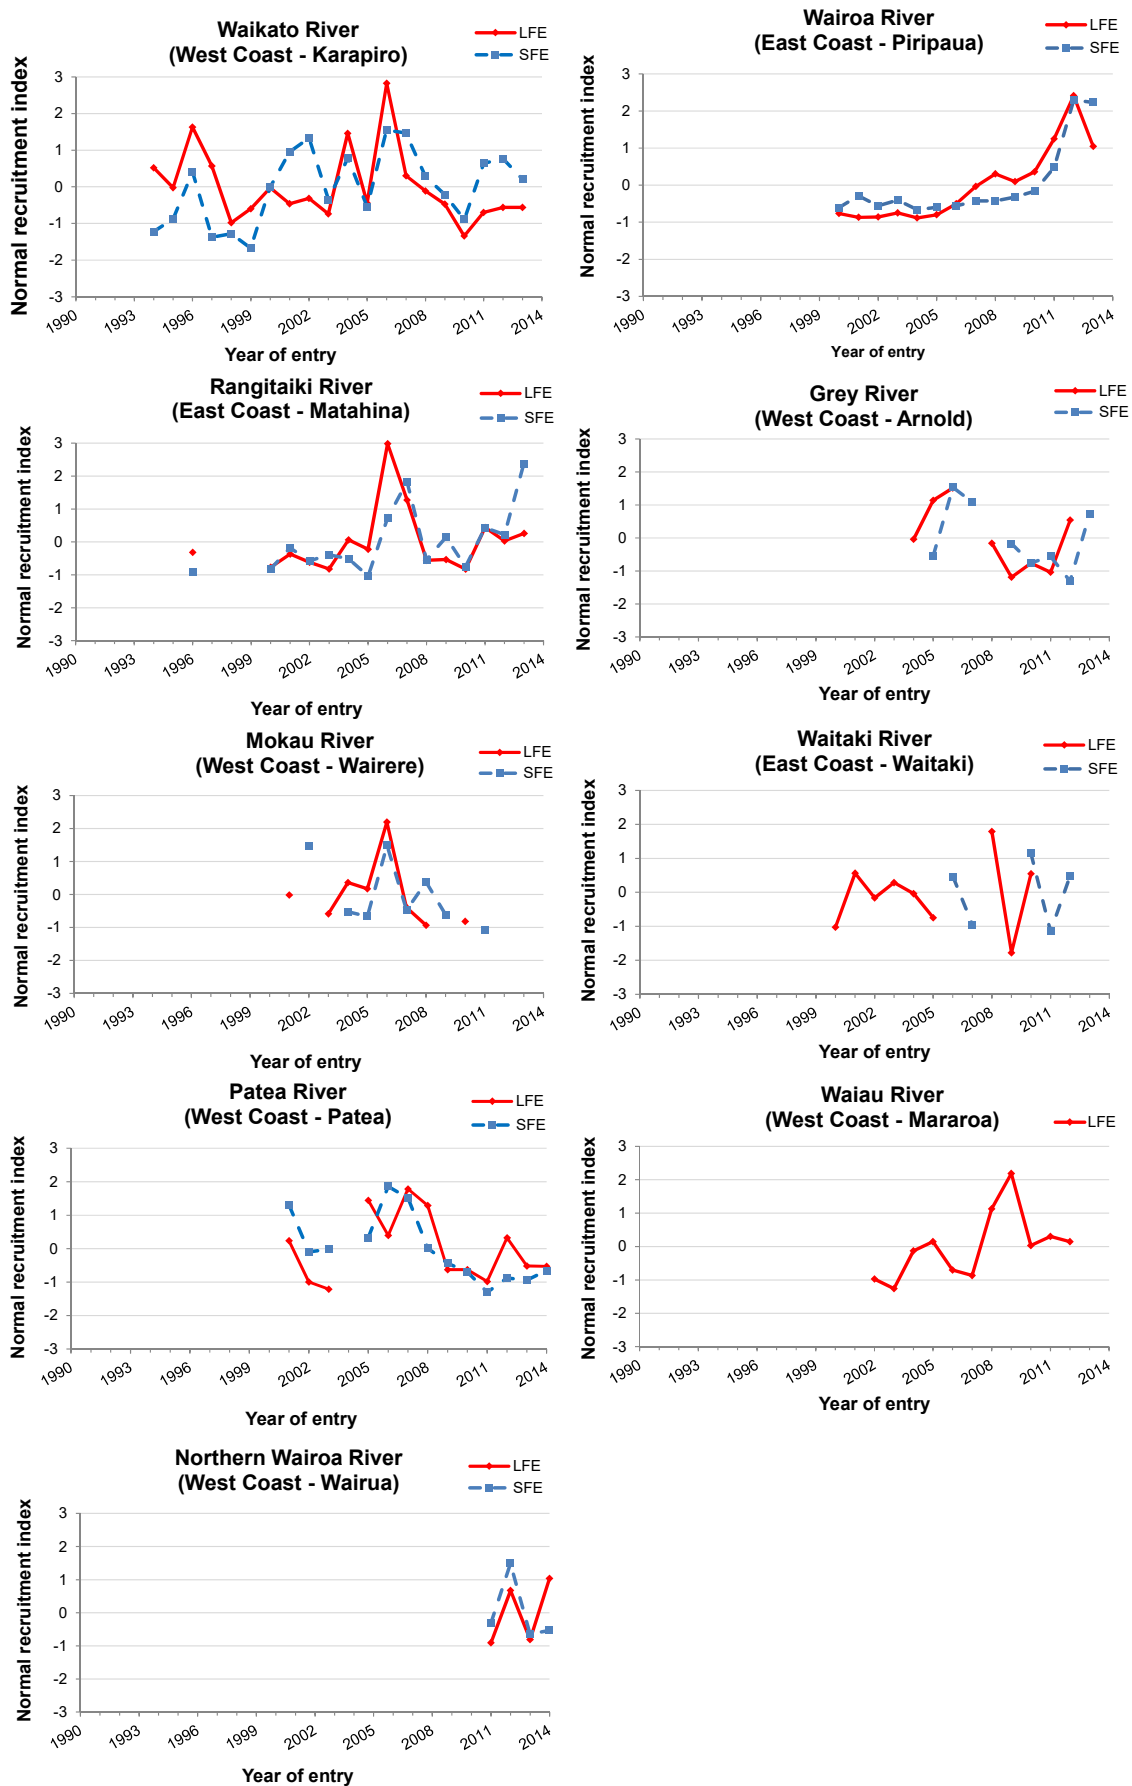 Waikato River
(West Coast - Karapiro)
LFE
SFE
Normal recruitment index
3
2
1
0
-1
-2
-3
1990
1993
1996
1999
2002
2005
2008
2011
2014
Year of entry
Wairoa River
(East Coast - Piripaua)
LFE
SFE
Normal recruitment index
3
2
1
0
-1
-2
-3
1990
1993
1996
1999
2002
2005
2008
2011
2014
Year of entry
Rangitaiki River
(East Coast - Matahina)
LFE
SFE
Normal recruitment index
3
2
1
0
-1
-2
-3
1990
1993
1996
1999
2002
2005
2008
2011
2014
Year of entry
Grey River
(West Coast - Arnold)
LFE
SFE
Normal recruitment index
3
2
1
0
-1
-2
-3
1990
1993
1996
1999
2002
2005
2008
2011
2014
Year of entry
Mokau River
(West Coast - Wairere)
LFE
SFE
Normal recruitment index
3
2
1
0
-1
-2
-3
1990
1993
1996
1999
2002
2005
2008
2011
2014
Year of entry
Waitaki River
(East Coast - Waitaki)
LFE
SFE
Normal recruitment index
3
2
1
0
-1
-2
-3
1990
1993
1996
1999
2002
2005
2008
2011
2014
Year of entry
Patea River
(West Coast - Patea)
LFE
SFE
Normal recruitment index
3
2
1
0
-1
-2
-3
1990
1993
1996
1999
2002
2005
2008
2011
2014
Year of entry
Waiau River
(West Coast - Mararoa)
LFE
Normal recruitment index
3
2
1
0
-1
-2
-3
1990
1993
1996
1999
2002
2005
2008
2011
2014
Year of entry
Northern Wairoa River
(West Coast - Wairua)
LFE
SFE
Normal recruitment index
3
2
1
0
-1
-2
-3
1990
1993
1996
1999
2002
2005
2008
2011
2014
Year of entry